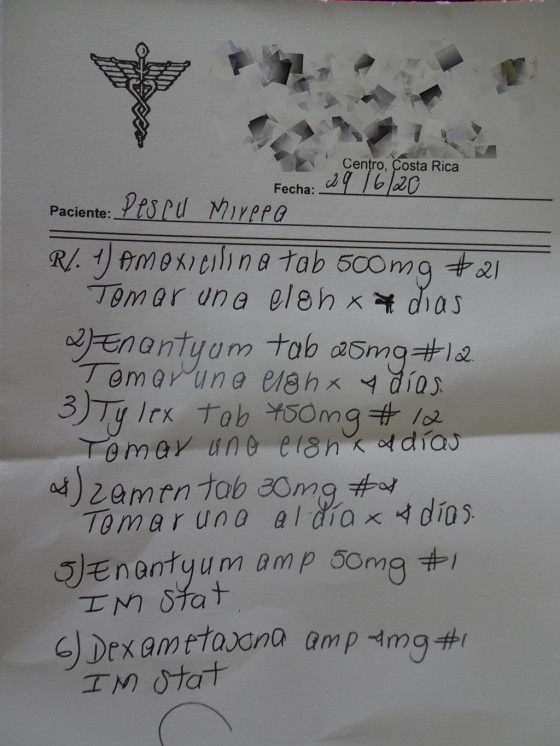 Centro, Costa Rica
Fecha: 29/6/20
Paciente: Pescu Mirela
R/. 1) Amoxicilina tab 500mg #21
Tomar una c/8h x 7 días
2) Enantyum tab 25mg #12
Tomar una c/8h x 4 días.
3) Tylex tab 750mg # 12
Tomar una c/8h x 4 días
4) Zamen tab 30mg #4
Tomar una al día x 4 días.
5) Enantyum amp 50mg #1
IM Stat
6) Dexametasona amp 4mg #1
IM Stat